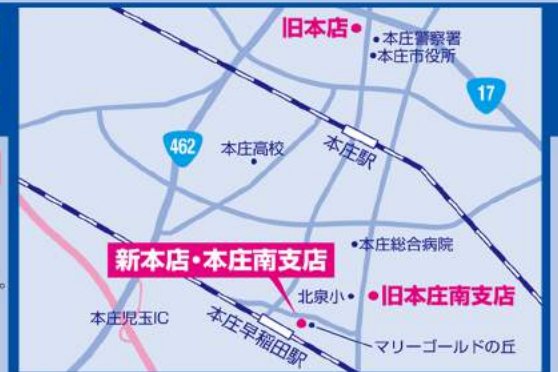 旧本店
本庄警察署
本庄市役所
17
462
本庄高校
本庄駅
本庄総合病院
新本店・本庄南支店
北泉小
旧本庄南支店
本庄児玉IC
本庄早稲田駅
マリーゴールドの丘
。